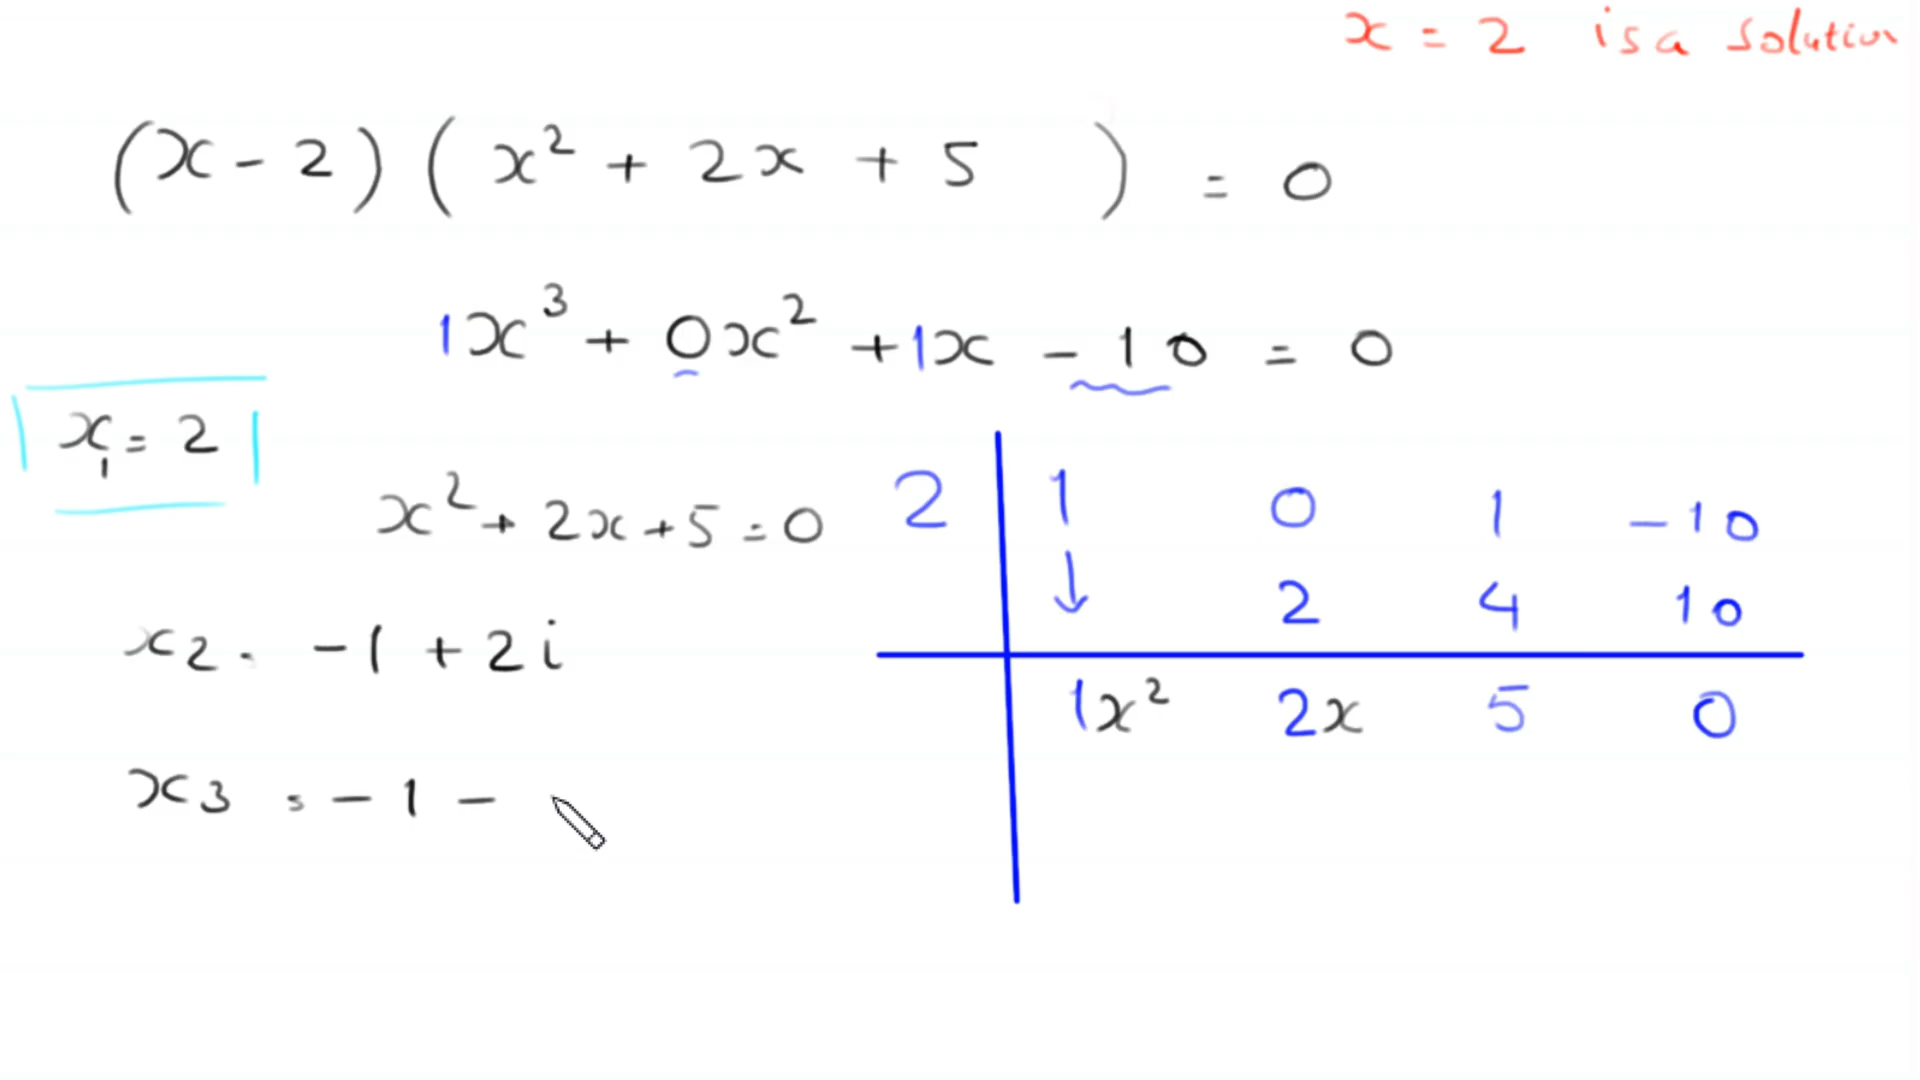 x = 2 is a solution
(x - 2) ( x² + 2x + 5 ) = 0
1x³ + 0x² + 1x - 10 = 0
x₁ = 2
x² + 2x + 5 = 0
2 | 1 0 1 -10
↓ 2 4 10
1x² 2x 5 0
x₂ = -1 + 2i
x₃ = -1 -